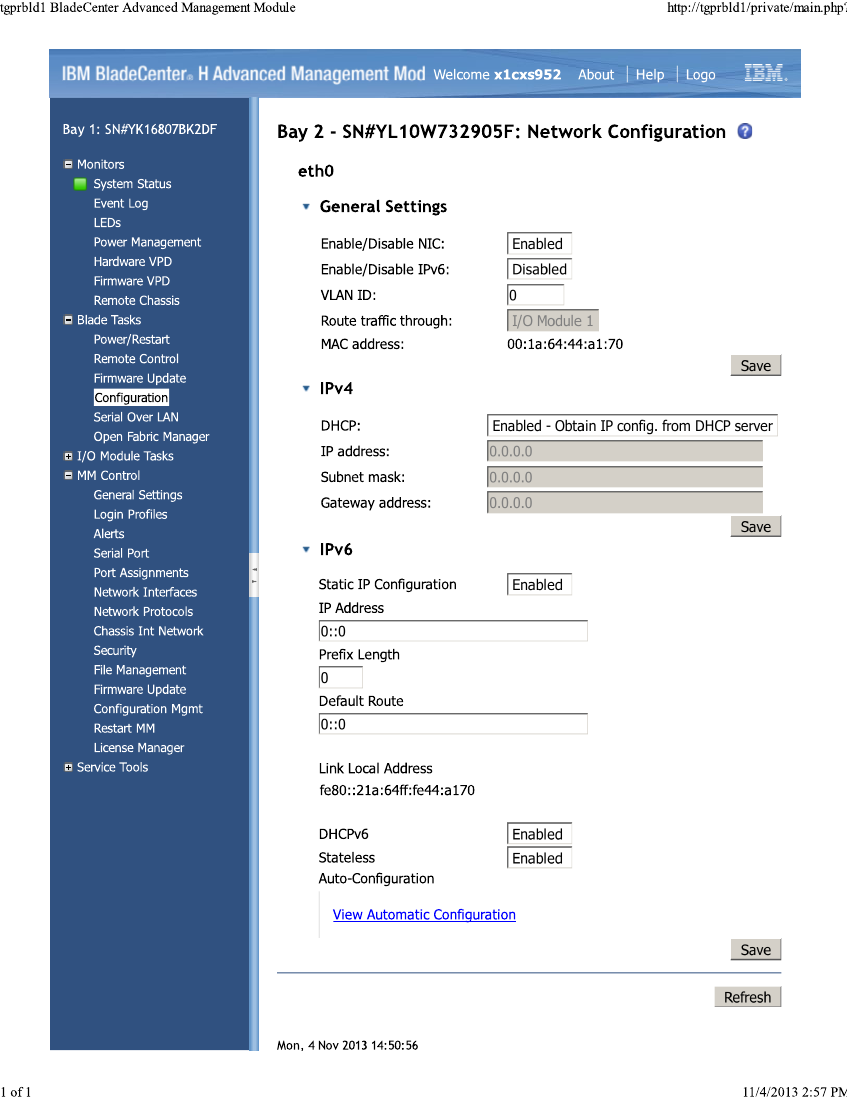 tgprbld1 BladeCenter Advanced Management Module http://tgprbld1/private/main.php?
IBM BladeCenter® H Advanced Management Mod Welcome x1cxs952 About Help Logo IBM.
Bay 1: SN#YK16807BK2DF
Monitors
System Status
Event Log
LEDs
Power Management
Hardware VPD
Firmware VPD
Remote Chassis
Blade Tasks
Power/Restart
Remote Control
Firmware Update
Configuration
Serial Over LAN
Open Fabric Manager
I/O Module Tasks
MM Control
General Settings
Login Profiles
Alerts
Serial Port
Port Assignments
Network Interfaces
Network Protocols
Chassis Int Network
Security
File Management
Firmware Update
Configuration Mgmt
Restart MM
License Manager
Service Tools
Bay 2 - SN#YL10W732905F: Network Configuration ?
eth0
General Settings
Enable/Disable NIC: Enabled
Enable/Disable IPv6: Disabled
VLAN ID: 0
Route traffic through: I/O Module 1
MAC address: 00:1a:64:44:a1:70
Save
IPv4
DHCP: Enabled - Obtain IP config. from DHCP server
IP address: 0.0.0.0
Subnet mask: 0.0.0.0
Gateway address: 0.0.0.0
Save
IPv6
Static IP Configuration Enabled
IP Address
0::0
Prefix Length
0
Default Route
0::0
Link Local Address
fe80::21a:64ff:fe44:a170
DHCPv6 Enabled
Stateless Enabled
Auto-Configuration
View Automatic Configuration
Save
Refresh
Mon, 4 Nov 2013 14:50:56
1 of 1 11/4/2013 2:57 PM